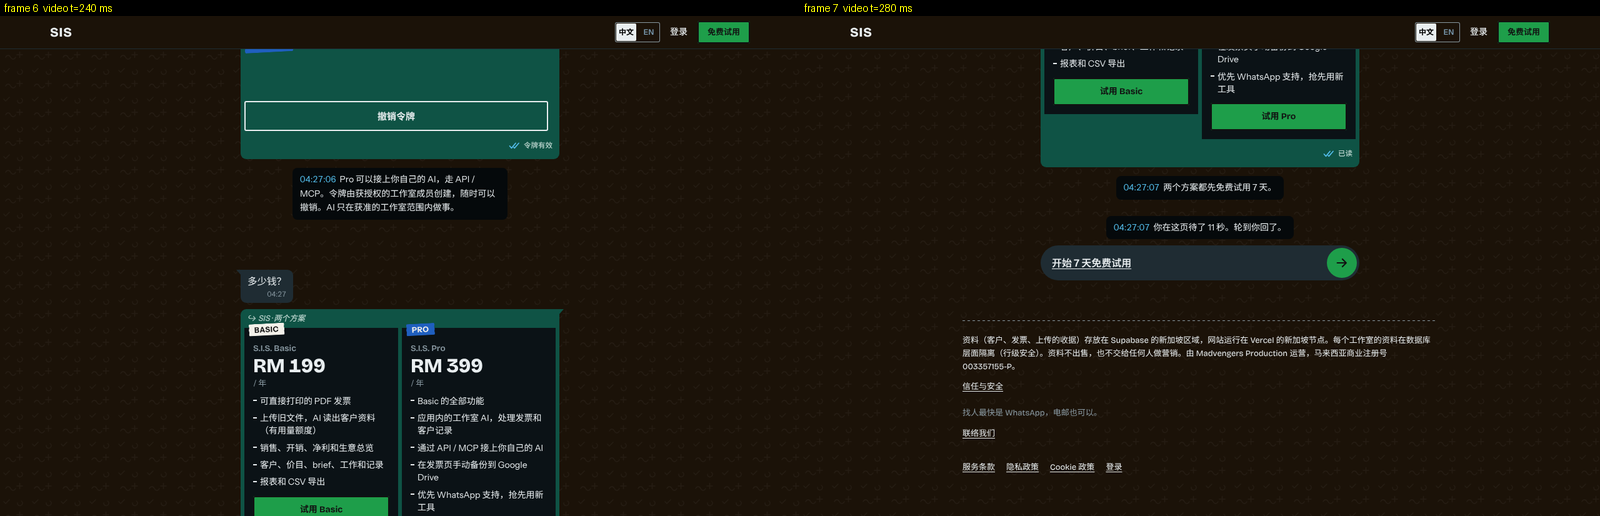 frame 6 video t=240 ms
SIS
中文 EN 登录 免费试用
撤销令牌
令牌有效
04:27:06 Pro 可以接上你自己的 AI，走 API /
MCP。令牌由获授权的工作室成员创建，随时可以
撤销。AI 只在获准的工作室范围内做事。
多少钱？
04:27
SIS·两个方案
BASIC
S.I.S. Basic
RM 199
/ 年
- 可直接打印的 PDF 发票
- 上传旧文件，AI 读出客户资料
（有用量额度）
- 销售、开销、净利和生意总览
- 客户、价目、brief、工作和记录
- 报表和 CSV 导出
试用 Basic
PRO
S.I.S. Pro
RM 399
/ 年
- Basic 的全部功能
- 应用内的工作室 AI，处理发票和
客户记录
- 通过 API / MCP 接上你自己的 AI
- 在发票页手动备份到 Google
Drive
- 优先 WhatsApp 支持，抢先用新
工具
frame 7 video t=280 ms
SIS
中文 EN 登录 免费试用
- 报表和 CSV 导出
试用 Basic
Drive
- 优先 WhatsApp 支持，抢先用新
工具
试用 Pro
已读
04:27:07 两个方案都先免费试用 7 天。
04:27:07 你在这页待了 11 秒。轮到你回了。
开始 7 天免费试用
资料（客户、发票、上传的收据）存放在 Supabase 的新加坡区域，网站运行在 Vercel 的新加坡节点。每个工作室的资料在数据库
层面隔离（行级安全）。资料不出售，也不交给任何人做营销。由 Madvengers Production 运营，马来西亚商业注册号
003357155-P。
信任与安全
找人最快是 WhatsApp，电邮也可以。
联络我们
服务条款 隐私政策 Cookie 政策 登录